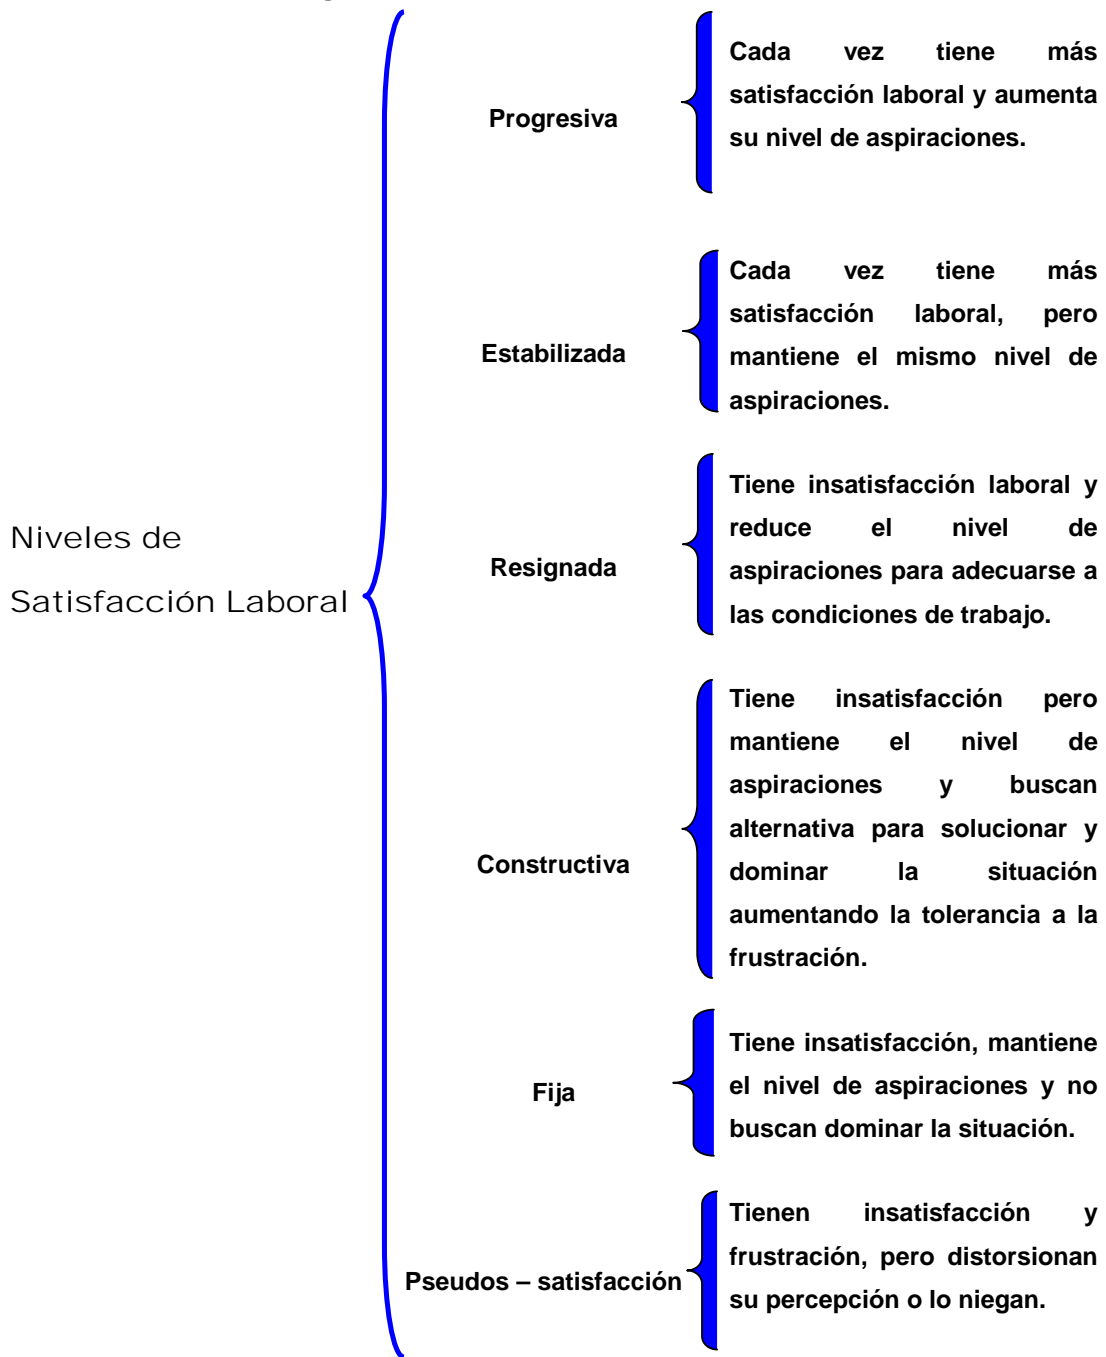 Niveles de
Satisfacción Laboral
Progresiva
Cada vez tiene más
satisfacción laboral y aumenta
su nivel de aspiraciones.
Estabilizada
Cada vez tiene más
satisfacción laboral, pero
mantiene el mismo nivel de
aspiraciones.
Resignada
Tiene insatisfacción laboral y
reduce el nivel de
aspiraciones para adecuarse a
las condiciones de trabajo.
Constructiva
Tiene insatisfacción pero
mantiene el nivel de
aspiraciones y buscan
alternativa para solucionar y
dominar la situación
aumentando la tolerancia a la
frustración.
Fija
Tiene insatisfacción, mantiene
el nivel de aspiraciones y no
buscan dominar la situación.
Pseudos – satisfacción
Tienen insatisfacción y
frustración, pero distorsionan
su percepción o lo niegan.